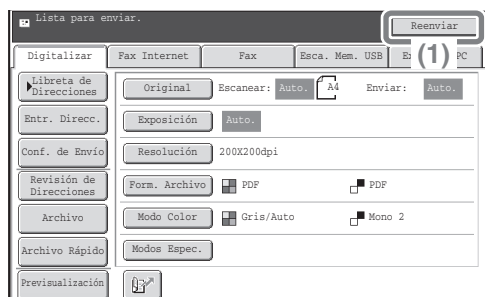 Lista para enviar.
Reenviar
(1)
Digitalizar
Fax Internet
Fax
Esca. Mem. USB
PC
Libreta de
Direcciones
Original
Escanear:
Auto.
A4
Enviar:
Auto.
Entr. Direcc.
Exposición
Auto.
Conf. de Envío
Resolución
200X200dpi
Revisión de
Direcciones
Form. Archivo
PDF
PDF
Archivo
Modo Color
Gris/Auto
Mono 2
Archivo Rápido
Modos Espec.
Previsualización